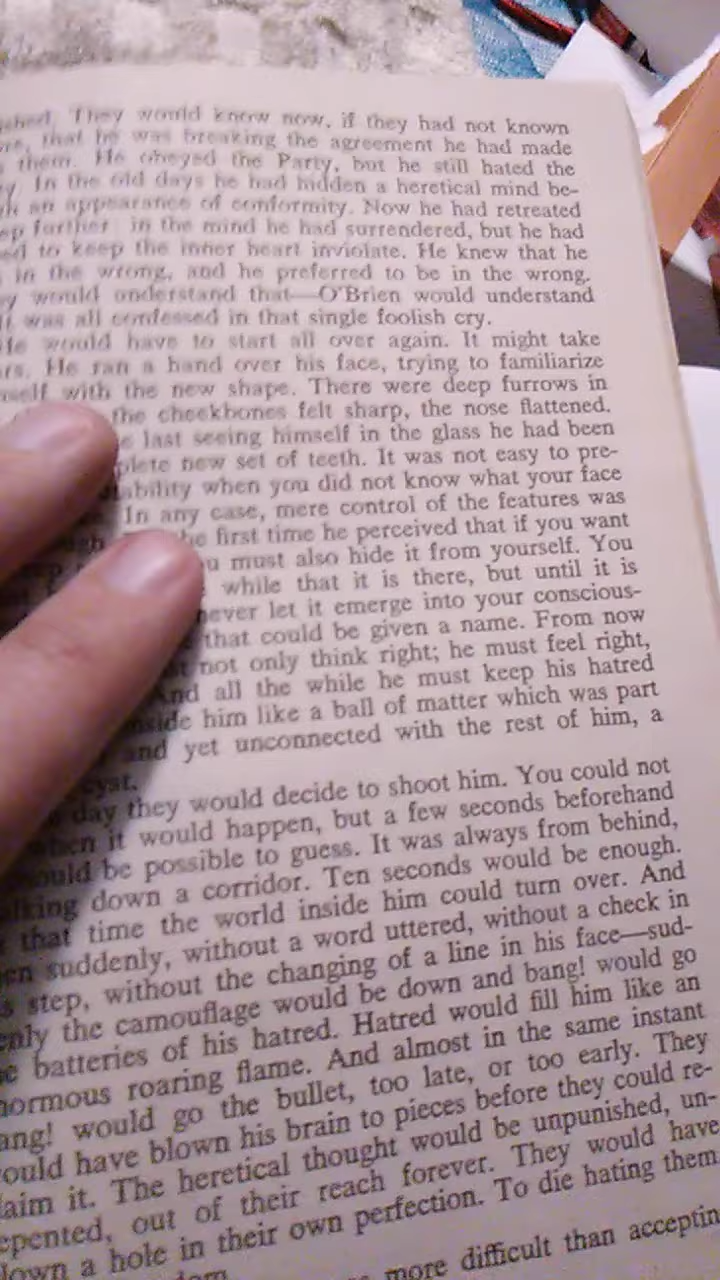 They would know now, if they had not known
that he was breaking the agreement he had made
them. He obeyed the Party, but he still hated the
In the old days he had hidden a heretical mind be-
an appearance of conformity. Now he had retreated
further: in the mind he had surrendered, but he had
to keep the inner heart inviolate. He knew that he
in the wrong, and he preferred to be in the wrong.
would understand that—O'Brien would understand
was all confessed in that single foolish cry.
He would have to start all over again. It might take
He ran a hand over his face, trying to familiarize
with the new shape. There were deep furrows in
the cheekbones felt sharp, the nose flattened.
last seeing himself in the glass he had been
new set of teeth. It was not easy to pre-
when you did not know what your face
In any case, mere control of the features was
first time he perceived that if you want
must also hide it from yourself. You
while that it is there, but until it is
never let it emerge into your conscious-
that could be given a name. From now
not only think right; he must feel right,
And all the while he must keep his hatred
him like a ball of matter which was part
and yet unconnected with the rest of him, a
cyst.
day they would decide to shoot him. You could not
when it would happen, but a few seconds beforehand
be possible to guess. It was always from behind,
down a corridor. Ten seconds would be enough.
that time the world inside him could turn over. And
suddenly, without a word uttered, without a check in
step, without the changing of a line in his face—sud-
the camouflage would be down and bang! would go
batteries of his hatred. Hatred would fill him like an
roaring flame. And almost in the same instant
would go the bullet, too late, or too early. They
have blown his brain to pieces before they could re-
it. The heretical thought would be unpunished, un-
out of their reach forever. They would have
a hole in their own perfection. To die hating them
more difficult than